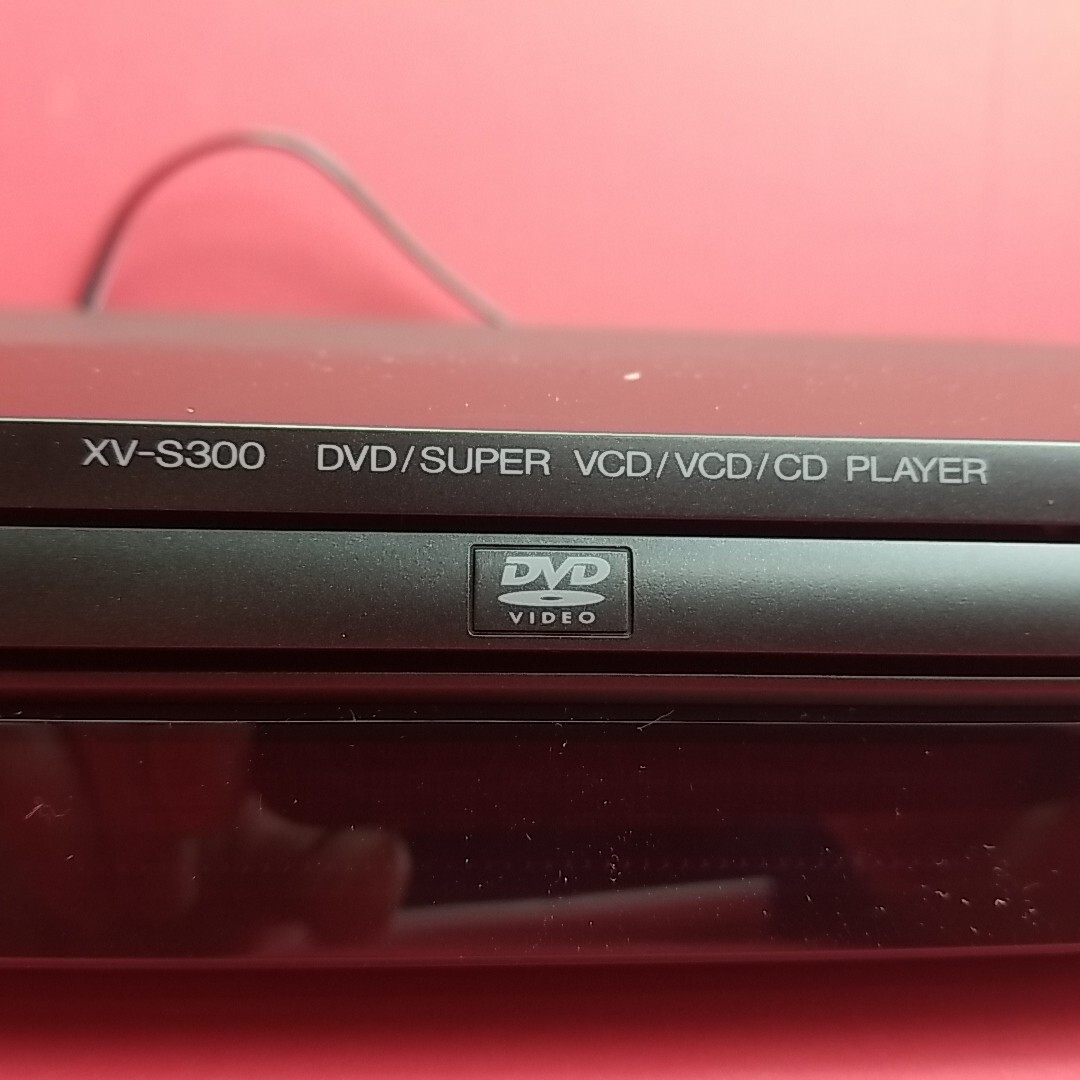 XV-S300 DVD/SUPER VCD/VCD/CD PLAYER
DVD
VIDEO